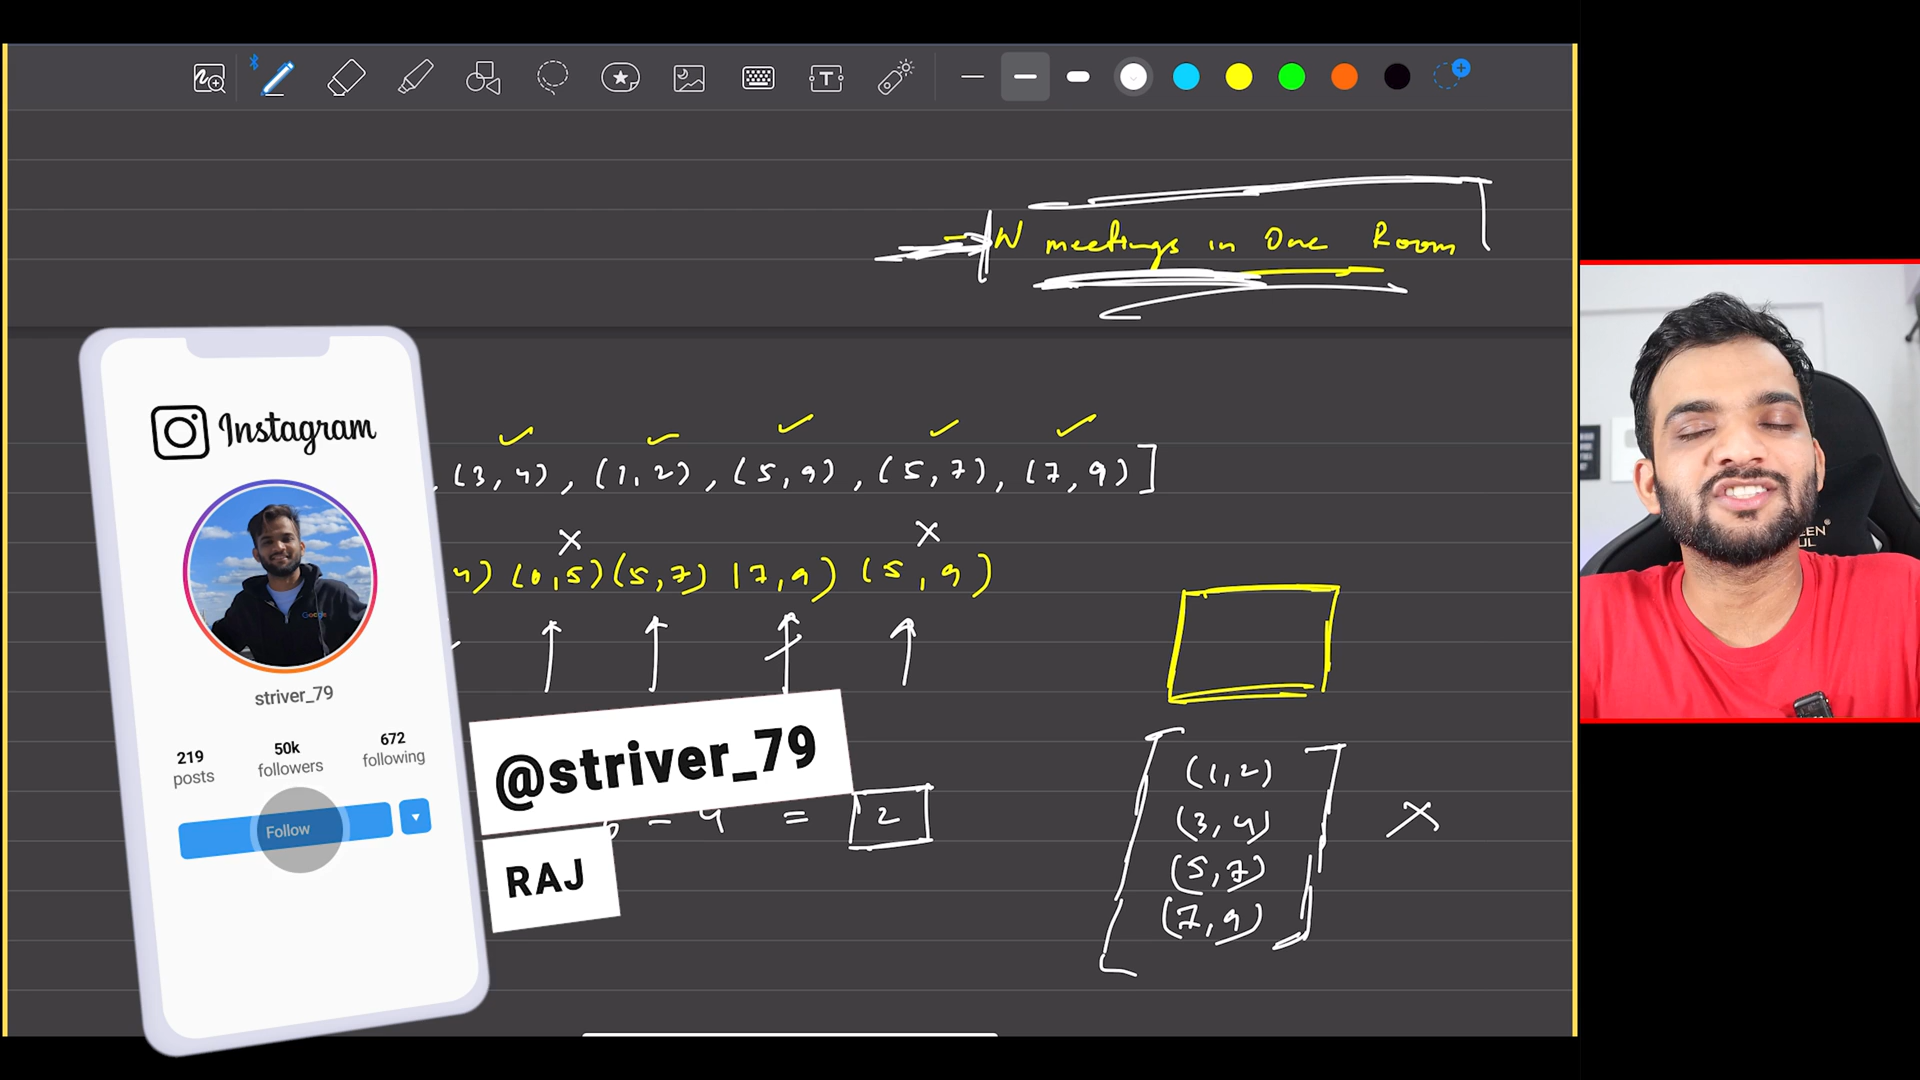 N meetings in One Room
Instagram
, (3, 4), (1, 2), (5, 9), (5, 7), (7, 9)]
X X
4) (0, 5) (5, 7) (7, 9) (5, 9)
striver_79
219 50k 672
posts followers following
Follow
@striver_79
RAJ
- 4 = 2
(1, 2)
(3, 4) X
(5, 7)
(7, 9)